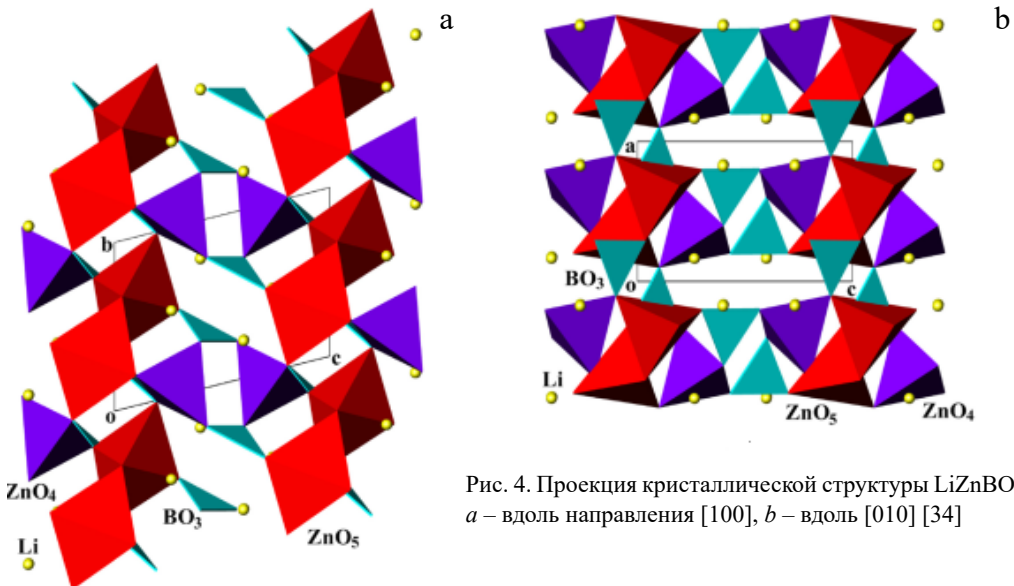 a
b
b
c
o
ZnO4
BO3
ZnO5
Li
a
BO3
o
c
Li
ZnO5
ZnO4
Рис. 4. Проекция кристаллической структуры LiZnBO
a – вдоль направления [100], b – вдоль [010] [34]